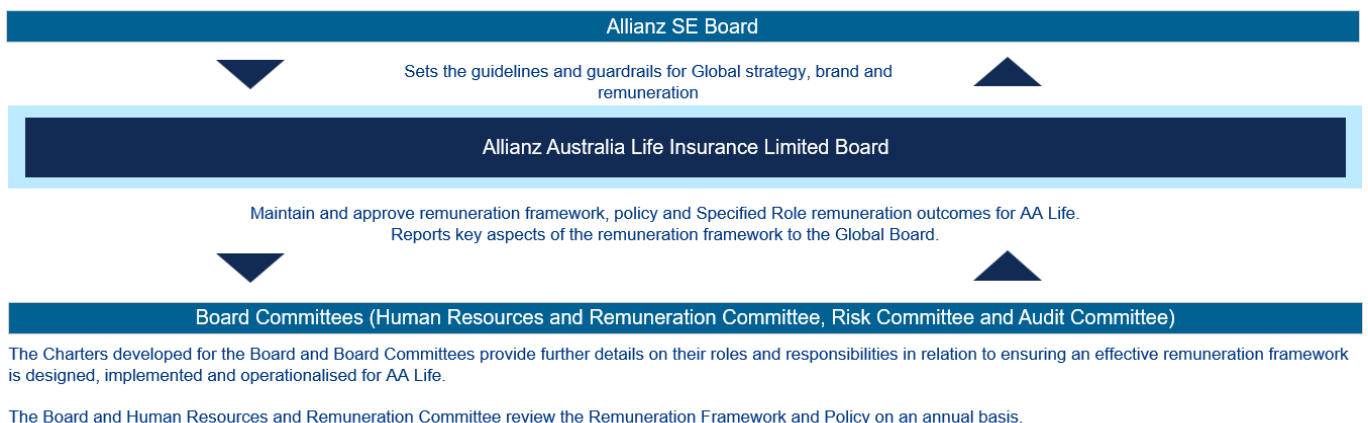 Allianz SE Board
Sets the guidelines and guardrails for Global strategy, brand and
remuneration
Allianz Australia Life Insurance Limited Board
Maintain and approve remuneration framework, policy and Specified Role remuneration outcomes for AA Life.
Reports key aspects of the remuneration framework to the Global Board.
Board Committees (Human Resources and Remuneration Committee, Risk Committee and Audit Committee)
The Charters developed for the Board and Board Committees provide further details on their roles and responsibilities in relation to ensuring an effective remuneration framework
is designed, implemented and operationalised for AA Life.
The Board and Human Resources and Remuneration Committee review the Remuneration Framework and Policy on an annual basis.